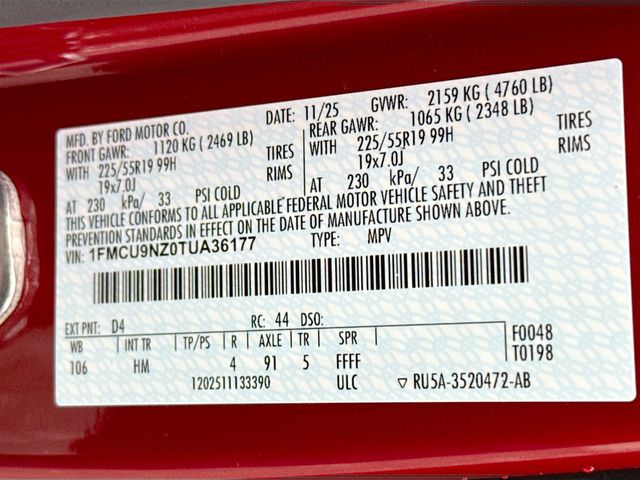 MFD. BY FORD MOTOR CO. DATE: 11/25 GVWR: 2159 KG ( 4760 LB)
FRONT GAWR: 1120 KG ( 2469 LB) REAR GAWR: 1065 KG ( 2348 LB)
WITH 225/55R19 99H TIRES WITH 225/55R19 99H TIRES
19x7.0J RIMS 19x7.0J RIMS
AT 230 kPa/ 33 PSI COLD AT 230 kPa/ 33 PSI COLD
THIS VEHICLE CONFORMS TO ALL APPLICABLE FEDERAL MOTOR VEHICLE SAFETY AND THEFT
PREVENTION STANDARDS IN EFFECT ON THE DATE OF MANUFACTURE SHOWN ABOVE.
VIN: 1FMCU9NZ0TUA36177 TYPE: MPV
EXT PNT: D4 RC: 44 DSO:
WB INT TR TP/PS R AXLE TR SPR F0048
106 HM 4 91 5 FFFF T0198
1202511133390 ULC RU5A-3520472-AB